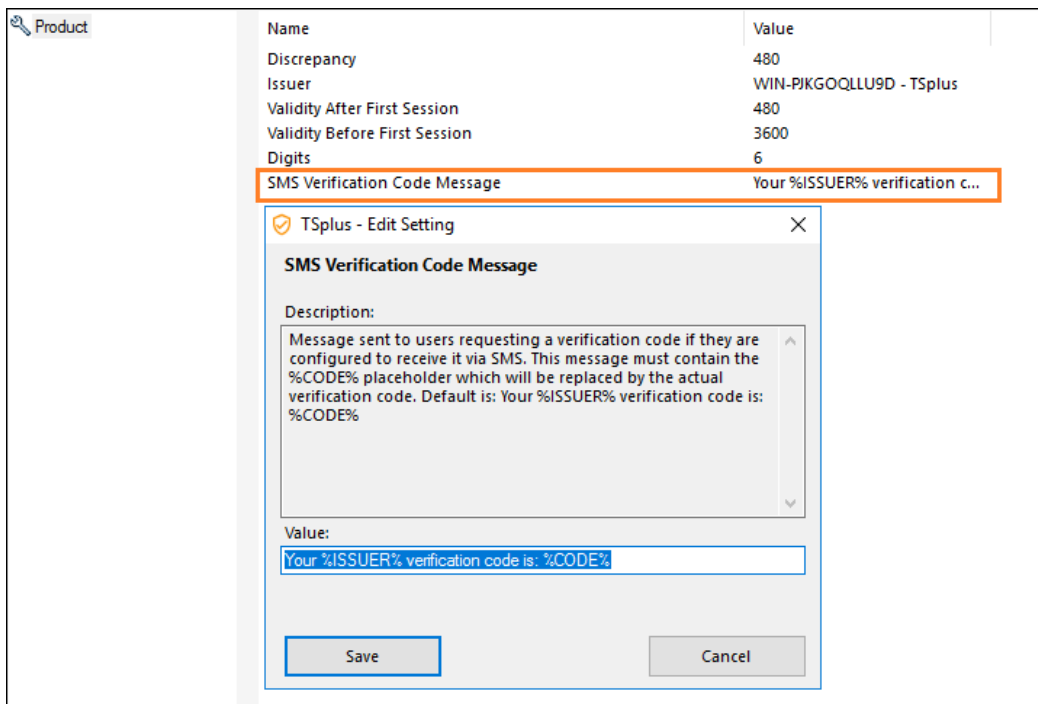 Product
Name Value
Discrepancy 480
Issuer WIN-PJKGOQLLU9D - TSplus
Validity After First Session 480
Validity Before First Session 3600
Digits 6
SMS Verification Code Message Your %ISSUER% verification c...
TSplus - Edit Setting
SMS Verification Code Message
Description:
Message sent to users requesting a verification code if they are
configured to receive it via SMS. This message must contain the
%CODE% placeholder which will be replaced by the actual
verification code. Default is: Your %ISSUER% verification code is:
%CODE%
Value:
Your %ISSUER% verification code is: %CODE%
Save Cancel